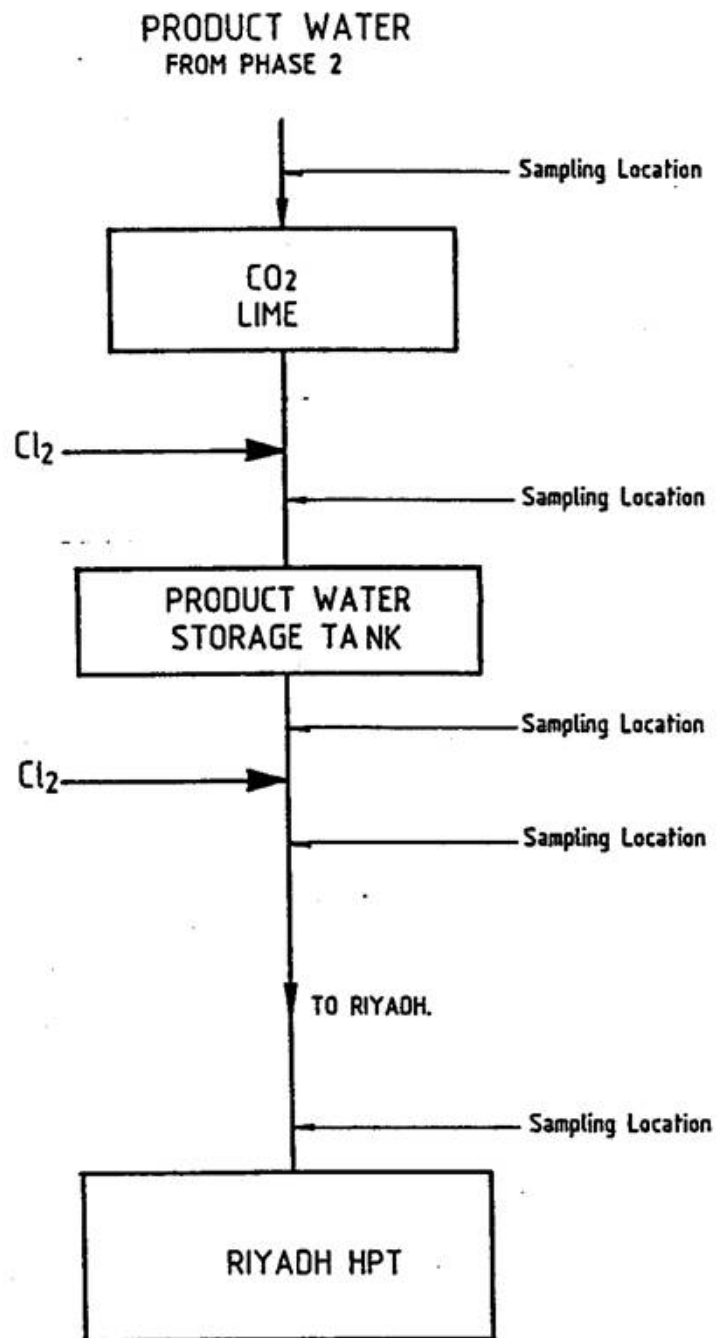 PRODUCT WATER
FROM PHASE 2
Sampling Location
CO₂
LIME
Cl₂
Sampling Location
PRODUCT WATER
STORAGE TANK
Sampling Location
Cl₂
Sampling Location
TO RIYADH.
Sampling Location
RIYADH HPT